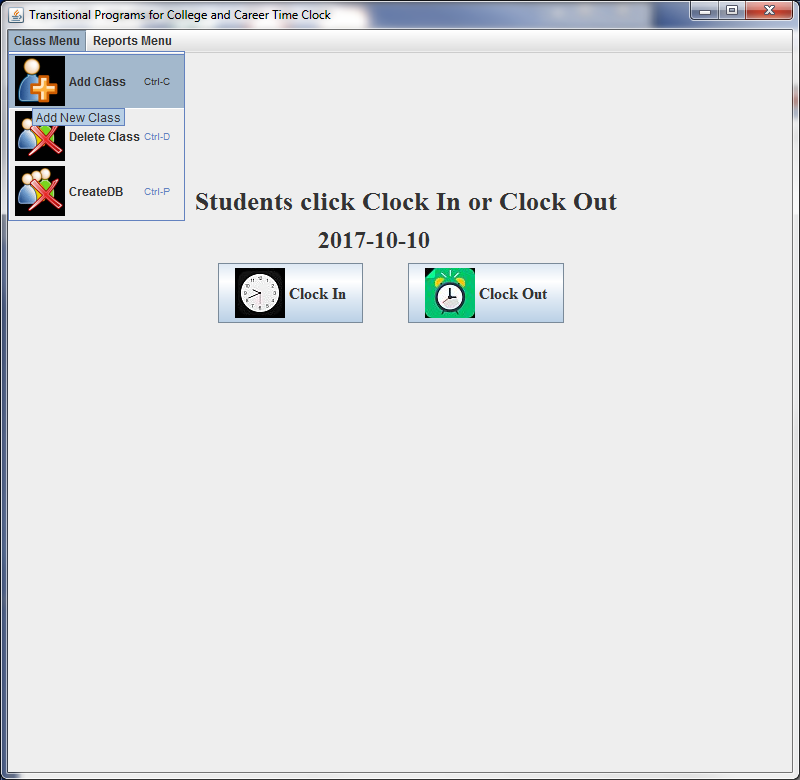 Transitional Programs for College and Career Time Clock
Class Menu Reports Menu
Add Class Ctrl-C
Add New Class
Delete Class Ctrl-D
CreateDB Ctrl-P
Students click Clock In or Clock Out
2017-10-10
Clock In Clock Out